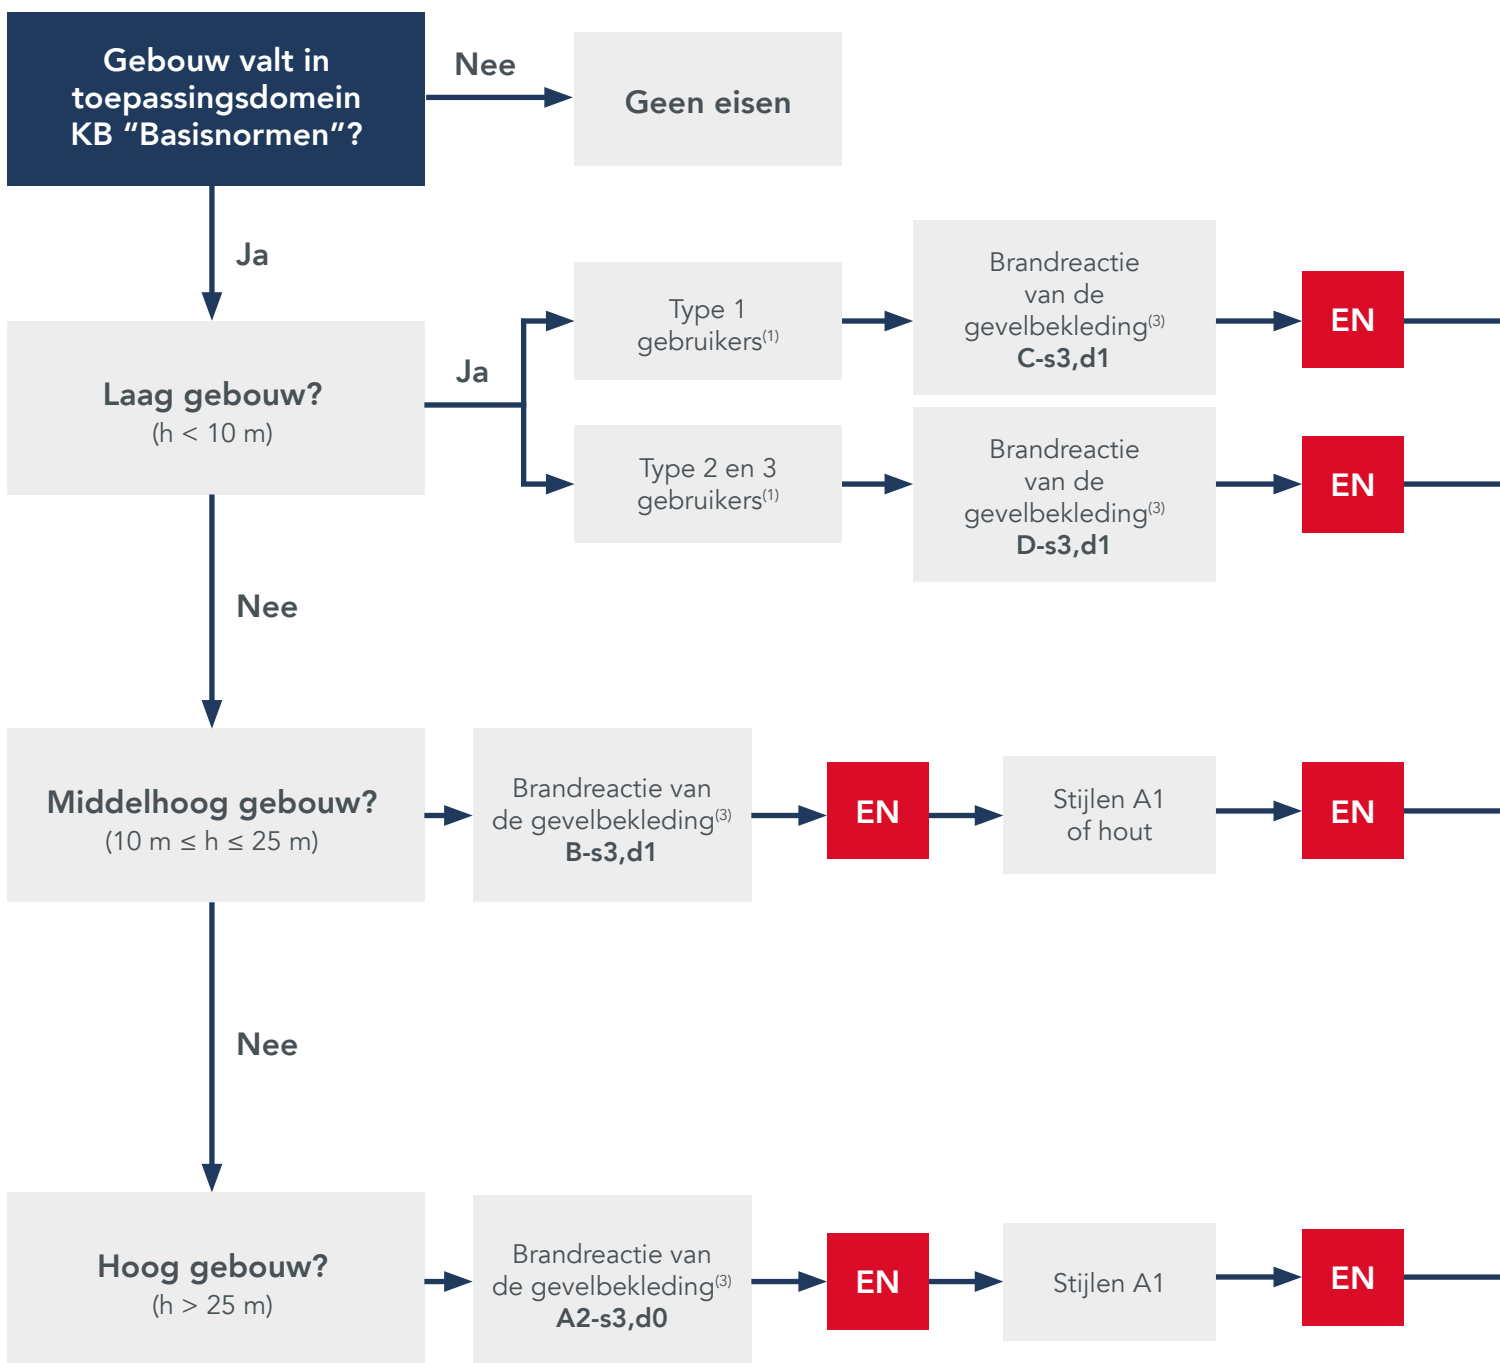 Gebouw valt in
toepassingsdomein
KB “Basisnormen”?
Nee
Geen eisen
Ja
Laag gebouw?
(h < 10 m)
Ja
Type 1
gebruikers(1)
Brandreactie
van de
gevelbekleding(3)
C-s3,d1
EN
Type 2 en 3
gebruikers(1)
Brandreactie
van de
gevelbekleding(3)
D-s3,d1
EN
Nee
Middelhoog gebouw?
(10 m ≤ h ≤ 25 m)
Brandreactie van
de gevelbekleding(3)
B-s3,d1
EN
Stijlen A1
of hout
EN
Nee
Hoog gebouw?
(h > 25 m)
Brandreactie van
de gevelbekleding(3)
A2-s3,d0
EN
Stijlen A1
EN